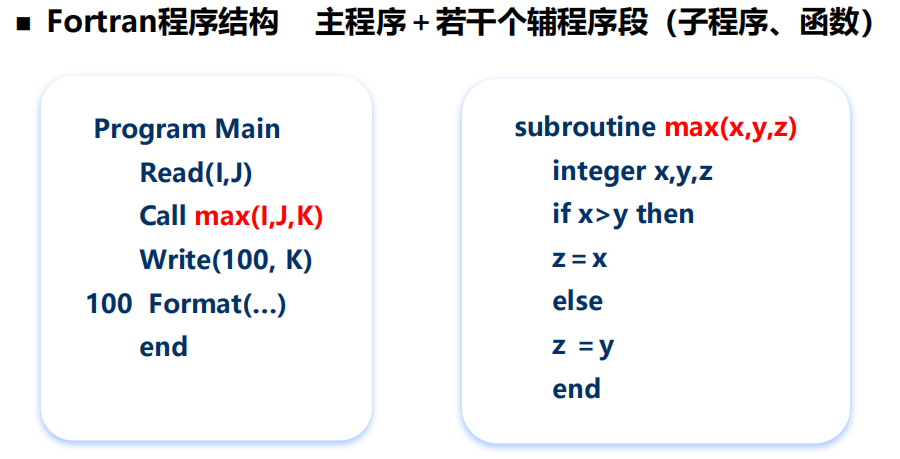 ■ Fortran程序结构 主程序+若干个辅程序段（子程序、函数）
Program Main
Read(I,J)
Call max(I,J,K)
Write(100, K)
100 Format(...)
end
subroutine max(x,y,z)
integer x,y,z
if x>y then
z = x
else
z = y
end